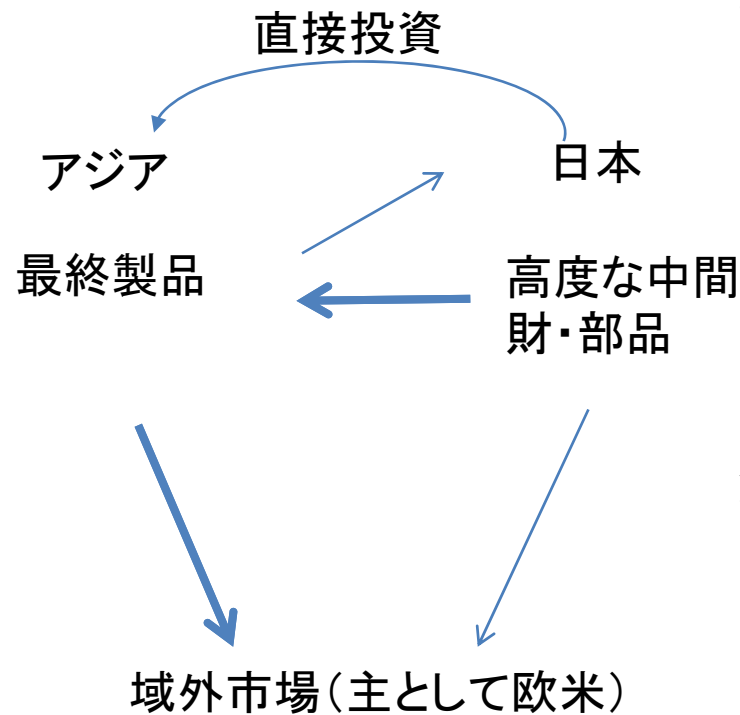 直接投資
アジア
日本
最終製品
高度な中間
財・部品
域外市場（主として欧米）